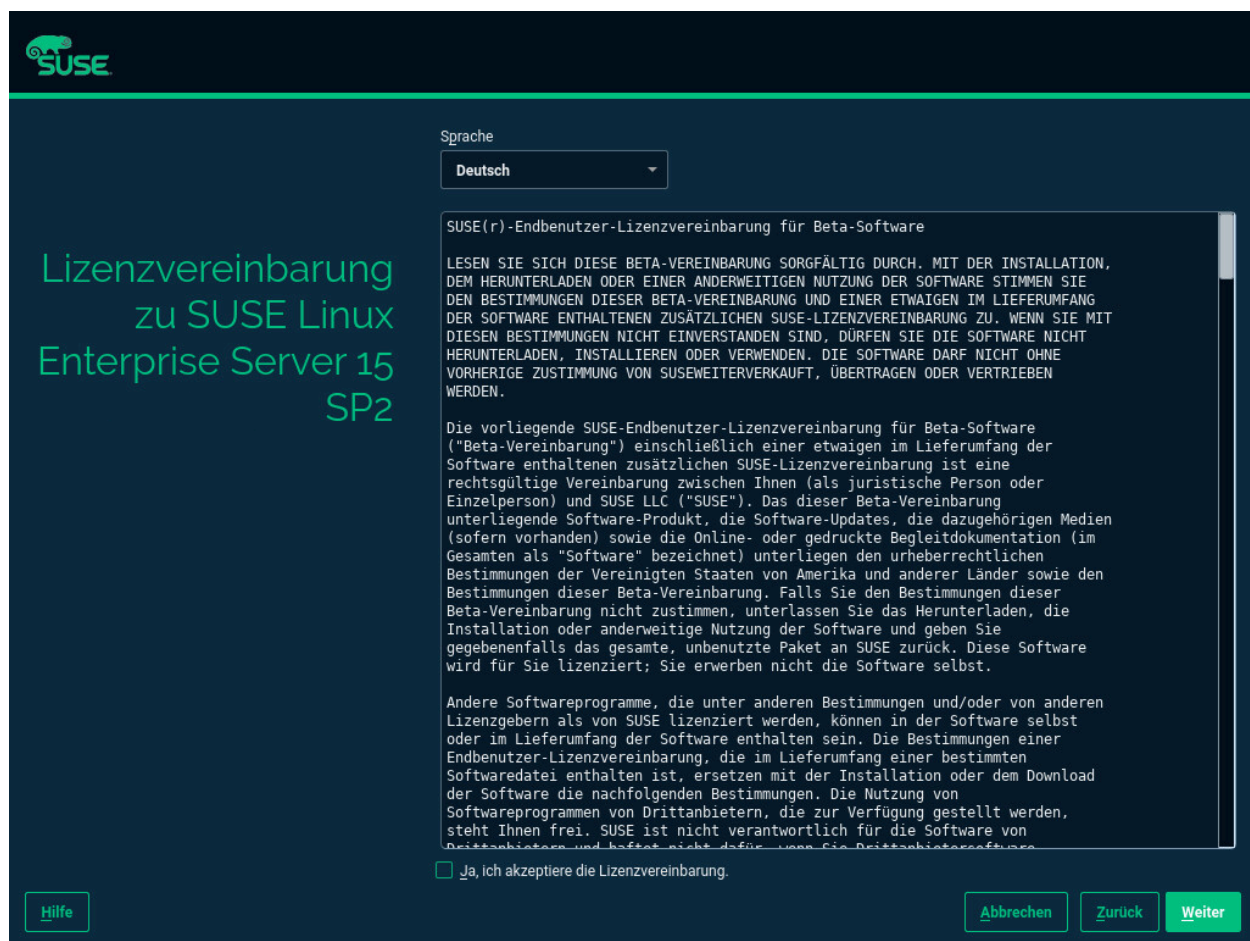 SUSE
Sprache
Deutsch
Lizenzvereinbarung
zu SUSE Linux
Enterprise Server 15
SP2
SUSE(r)-Endbenutzer-Lizenzvereinbarung für Beta-Software
LESEN SIE SICH DIESE BETA-VEREINBARUNG SORGFÄLTIG DURCH. MIT DER INSTALLATION,
DEM HERUNTERLADEN ODER EINER ANDERWEITIGEN NUTZUNG DER SOFTWARE STIMMEN SIE
DEN BESTIMMUNGEN DIESER BETA-VEREINBARUNG UND EINER ETWAIGEN IM LIEFERUMFANG
DER SOFTWARE ENTHALTENEN ZUSÄTZLICHEN SUSE-LIZENZVEREINBARUNG ZU. WENN SIE MIT
DIESEN BESTIMMUNGEN NICHT EINVERSTANDEN SIND, DÜRFEN SIE DIE SOFTWARE NICHT
HERUNTERLADEN, INSTALLIEREN ODER VERWENDEN. DIE SOFTWARE DARF NICHT OHNE
VORHERIGE ZUSTIMMUNG VON SUSEWEITERVERKAUFT, ÜBERTRAGEN ODER VERTRIEBEN
WERDEN.
Die vorliegende SUSE-Endbenutzer-Lizenzvereinbarung für Beta-Software
("Beta-Vereinbarung") einschließlich einer etwaigen im Lieferumfang der
Software enthaltenen zusätzlichen SUSE-Lizenzvereinbarung ist eine
rechtsgültige Vereinbarung zwischen Ihnen (als juristische Person oder
Einzelperson) und SUSE LLC ("SUSE"). Das dieser Beta-Vereinbarung
unterliegende Software-Produkt, die Software-Updates, die dazugehörigen Medien
(sofern vorhanden) sowie die Online- oder gedruckte Begleitdokumentation (im
Gesamten als "Software" bezeichnet) unterliegen den urheberrechtlichen
Bestimmungen der Vereinigten Staaten von Amerika und anderer Länder sowie den
Bestimmungen dieser Beta-Vereinbarung. Falls Sie den Bestimmungen dieser
Beta-Vereinbarung nicht zustimmen, unterlassen Sie das Herunterladen, die
Installation oder anderweitige Nutzung der Software und geben Sie
gegebenenfalls das gesamte, unbenutzte Paket an SUSE zurück. Diese Software
wird für Sie lizenziert; Sie erwerben nicht die Software selbst.
Andere Softwareprogramme, die unter anderen Bestimmungen und/oder von anderen
Lizenzgebern als von SUSE lizenziert werden, können in der Software selbst
oder im Lieferumfang der Software enthalten sein. Die Bestimmungen einer
Endbenutzer-Lizenzvereinbarung, die im Lieferumfang einer bestimmten
Softwaredatei enthalten ist, ersetzen mit der Installation oder dem Download
der Software die nachfolgenden Bestimmungen. Die Nutzung von
Softwareprogrammen von Drittanbietern, die zur Verfügung gestellt werden,
steht Ihnen frei. SUSE ist nicht verantwortlich für die Software von
Drittanbietern und haftet nicht dafür, wenn Sie Drittanbietersoftware
Ja, ich akzeptiere die Lizenzvereinbarung.
Hilfe
Abbrechen
Zurück
Weiter